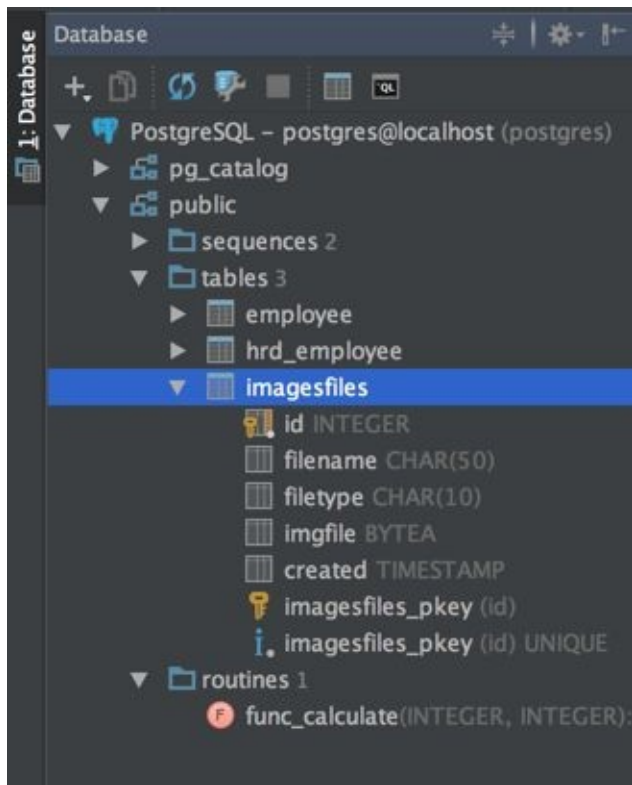 1: Database
Database
PostgreSQL – postgres@localhost (postgres)
pg_catalog
public
sequences 2
tables 3
employee
hrd_employee
imagesfiles
id INTEGER
filename CHAR(50)
filetype CHAR(10)
imgfile BYTEA
created TIMESTAMP
imagesfiles_pkey (id)
imagesfiles_pkey (id) UNIQUE
routines 1
F func_calculate(INTEGER, INTEGER):